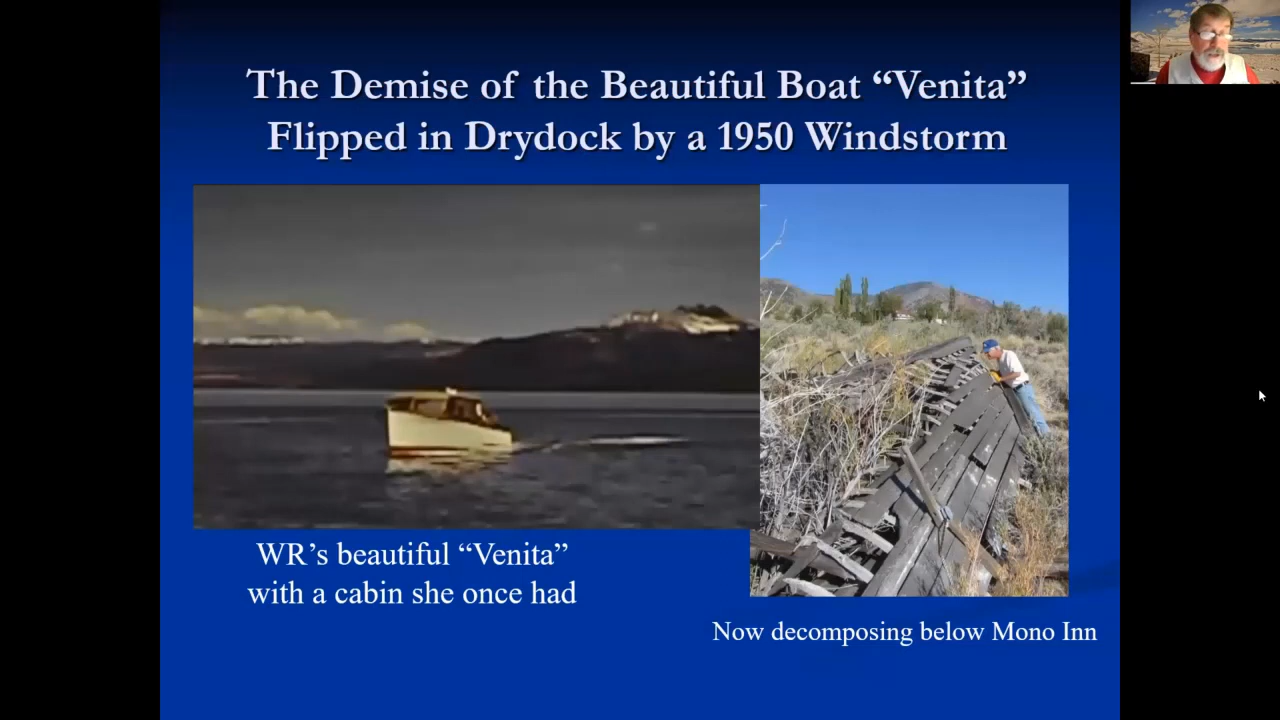 The Demise of the Beautiful Boat “Venita”
Flipped in Drydock by a 1950 Windstorm
WR’s beautiful “Venita”
with a cabin she once had
Now decomposing below Mono Inn